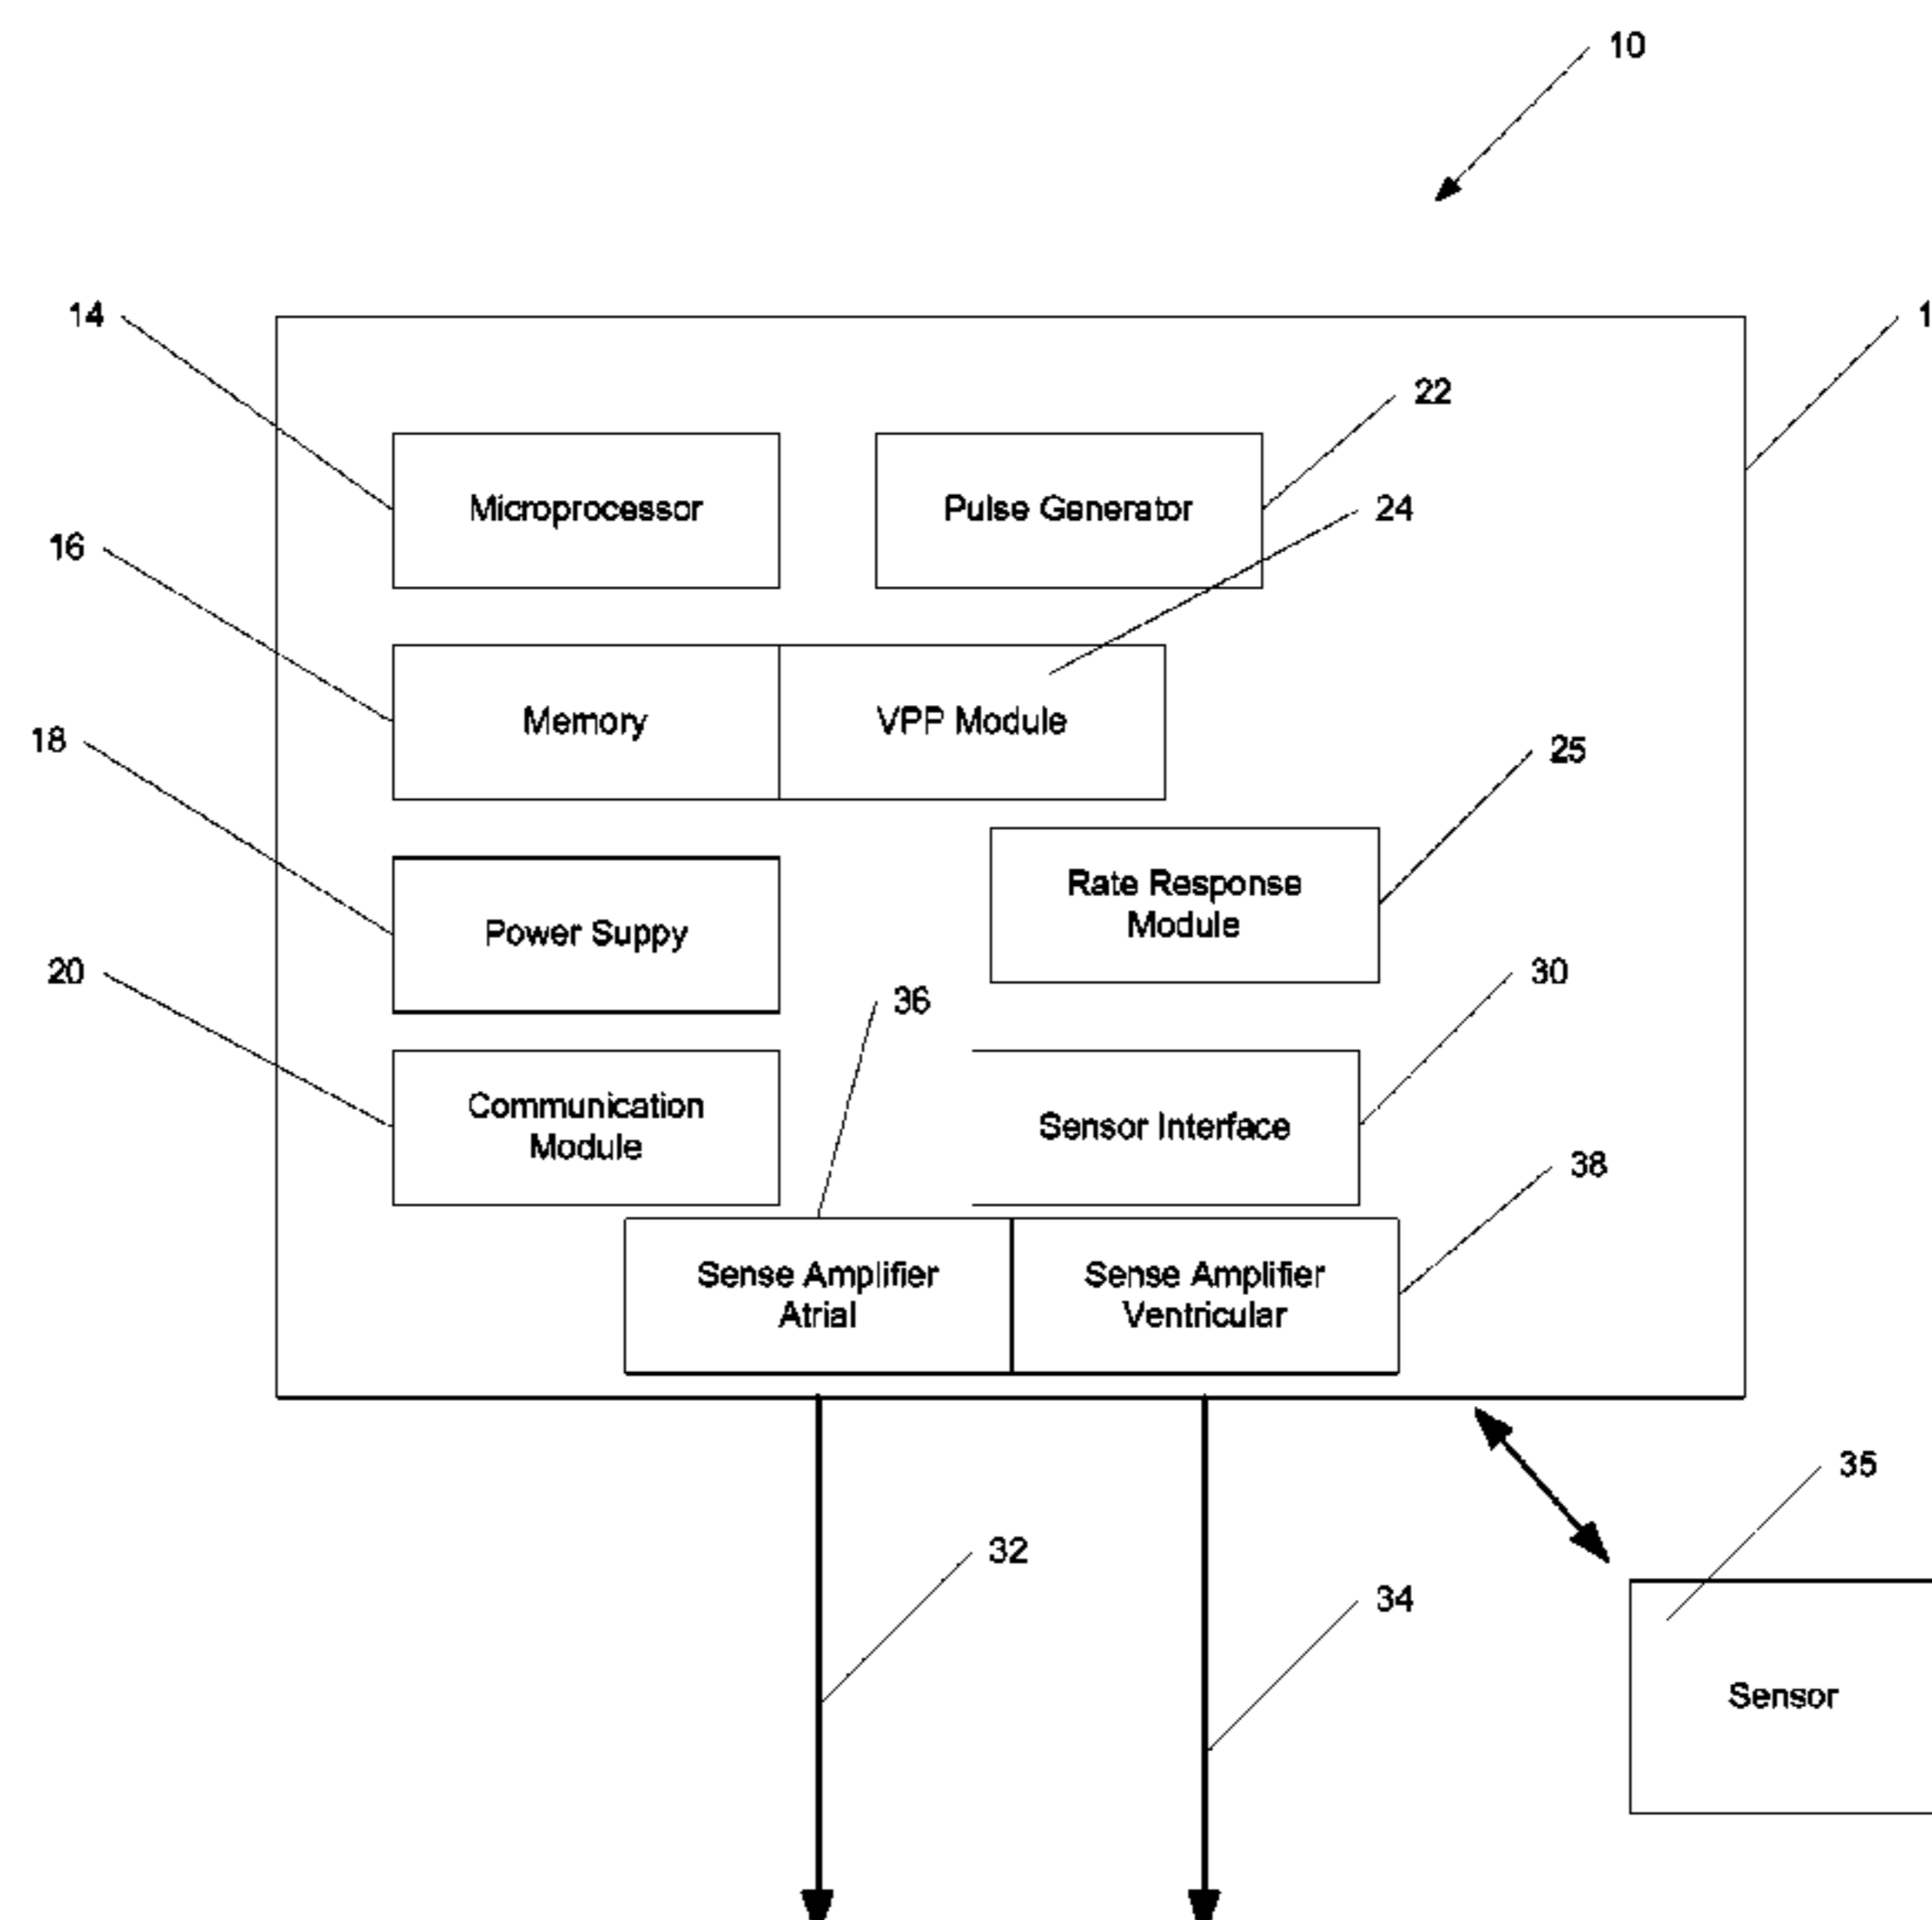 10
14
1
22
Microprocessor
Pulse Generator
24
16
Memory
VPP Module
18
25
Rate Response
Module
Power Suppy
20
36
30
Communication
Module
Sensor Interface
38
Sense Amplifier
Atrial
Sense Amplifier
Ventricular
35
32
34
Sensor